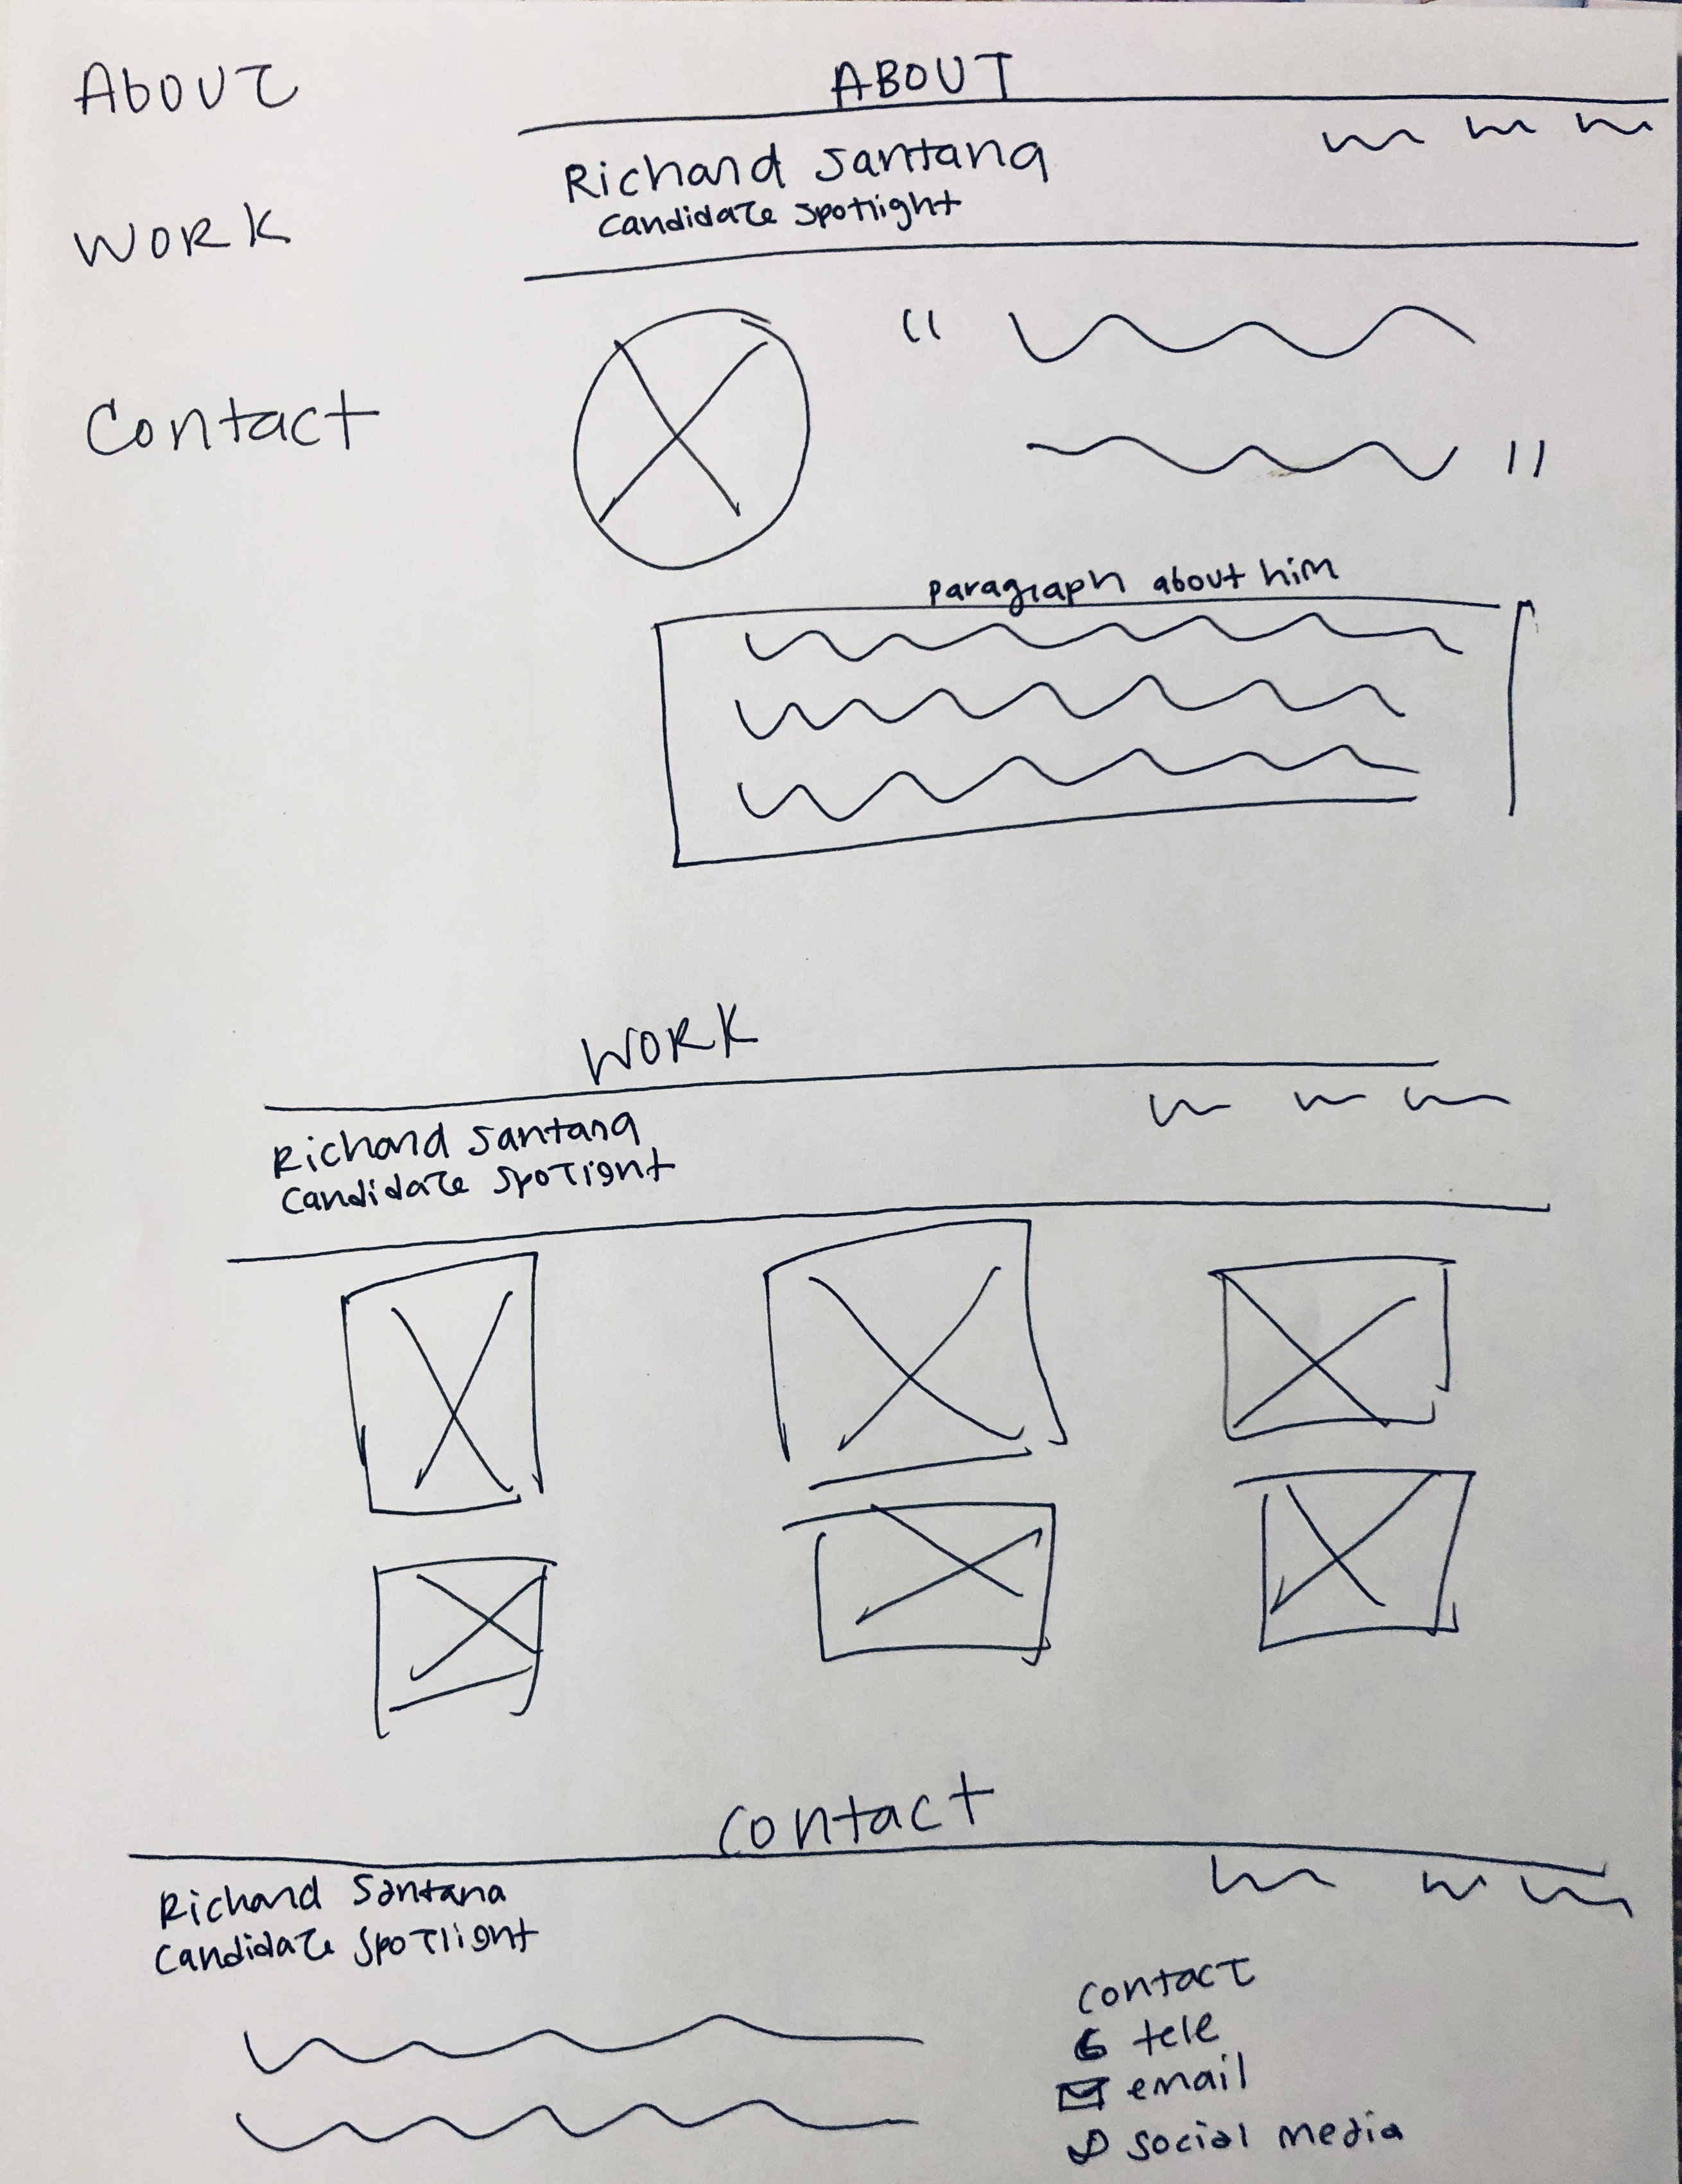 About
Work
Contact
ABOUT
Richard Santana
Candidate Spotlight
"
"
Paragraph about him
WORK
Richard Santana
Candidate Spotlight
Contact
Richard Santana
Candidate Spotlight
Contact
tele
email
social media